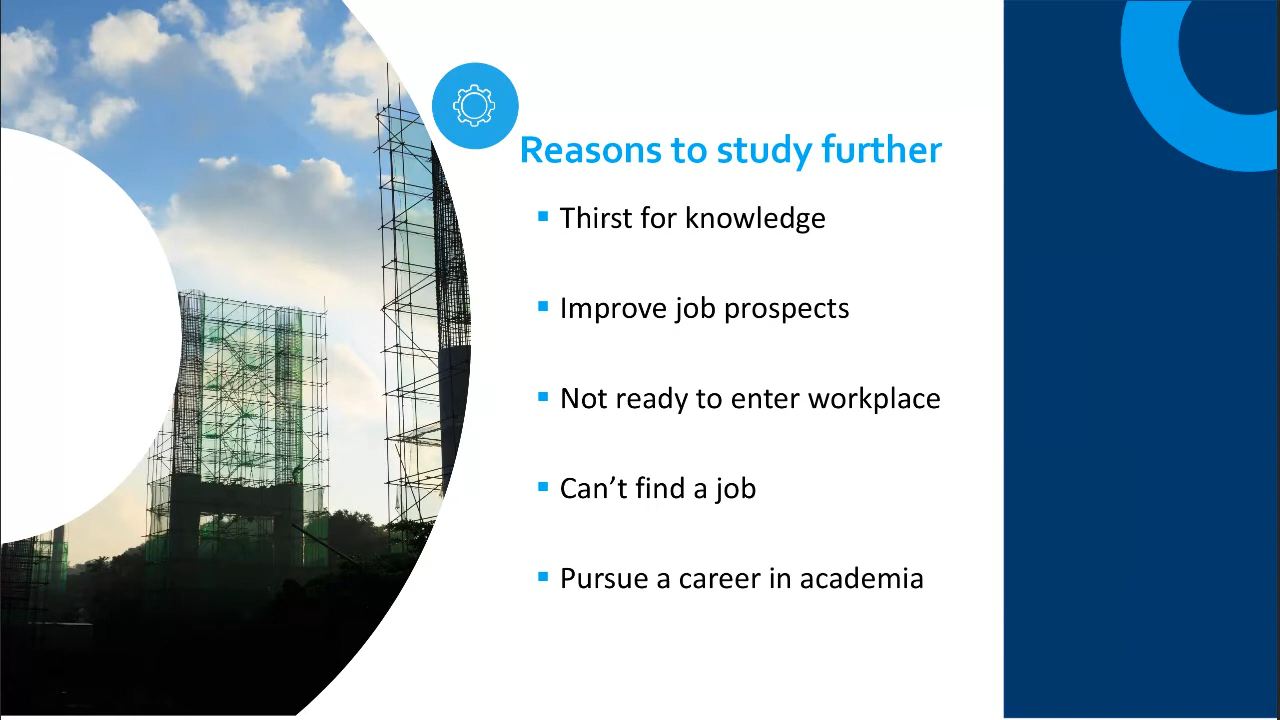 Reasons to study further
Thirst for knowledge
Improve job prospects
Not ready to enter workplace
Can’t find a job
Pursue a career in academia